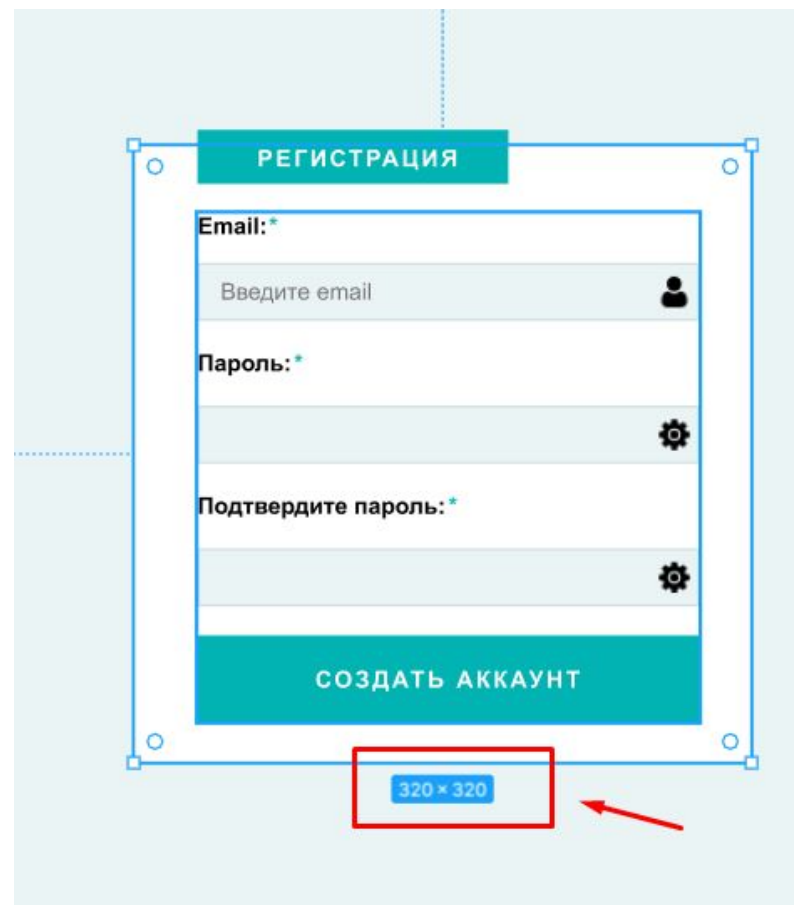 РЕГИСТРАЦИЯ
Email:*
Введите email
Пароль:*
Подтвердите пароль:*
СОЗДАТЬ АККАУНТ
320 × 320